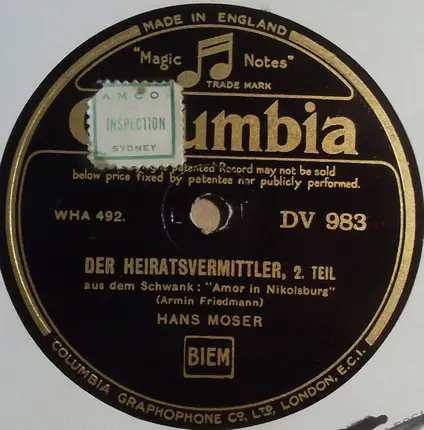 MADE IN ENGLAND
"Magic Notes"
TRADE MARK
AMCO
INSPECTION
SYDNEY
Columbia
patented Record may not be sold
below price fixed by patentee nor publicly performed.
WHA 492.
DV 983
DER HEIRATSVERMITTLER, 2. TEIL
aus dem Schwank: "Amor in Nikolsburg"
(Armin Friedmann)
HANS MOSER
BIEM
COLUMBIA GRAPHOPHONE CO, LTD, LONDON, E.C.1.